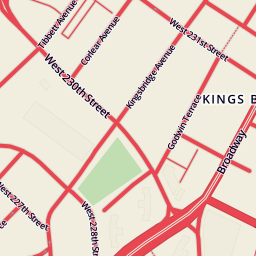 Tibbett Avenue
Corlear Avenue
West 231st Street
West 230th Street
Kingsbridge Avenue
KINGS B
Godwin Terrace
Broadway
West 227th Street
West 228th Street